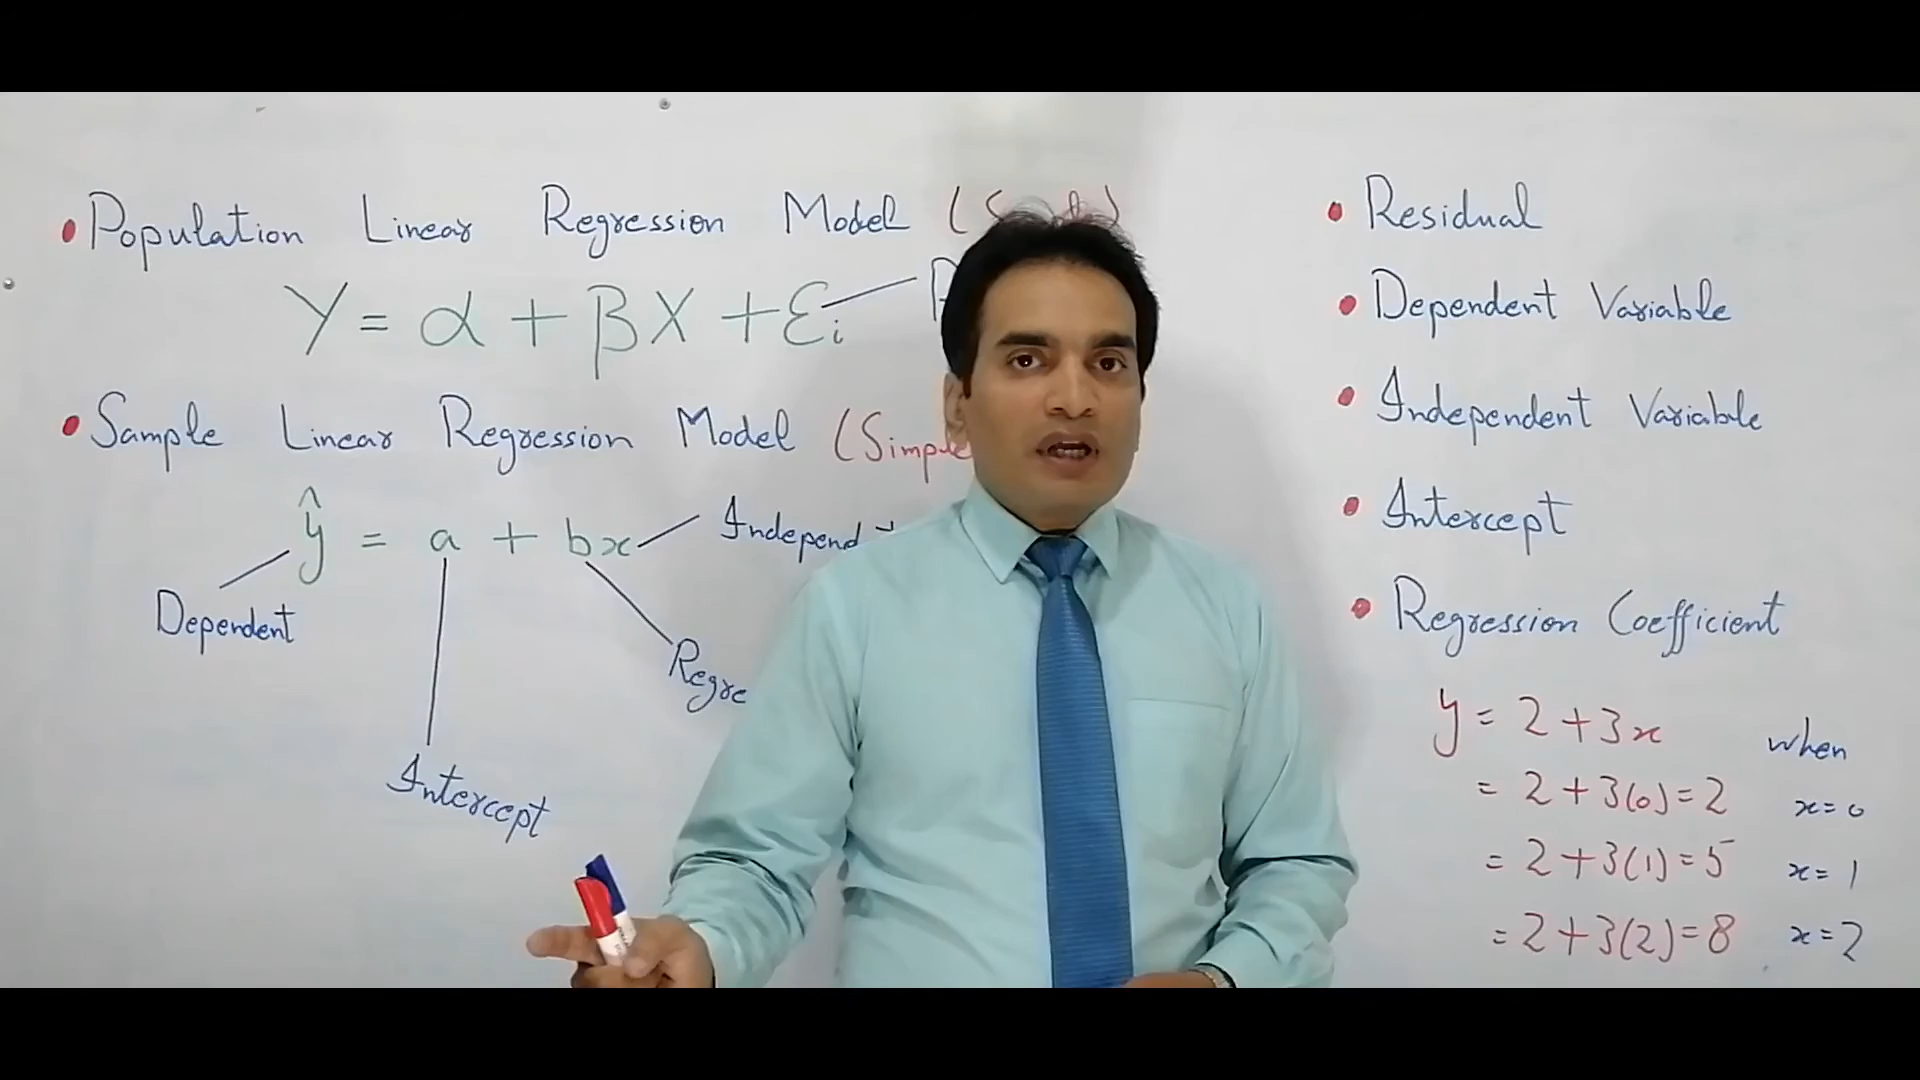 • Population Linear Regression Model
Y = α + βX + εi
• Sample Linear Regression Model (Simple
ŷ = a + bx
Independ
Dependent
Regre
Intercept
• Residual
• Dependent Variable
• Independent Variable
• Intercept
• Regression Coefficient
y = 2 + 3x when
= 2 + 3(0) = 2 x = 0
= 2 + 3(1) = 5 x = 1
= 2 + 3(2) = 8 x = 2